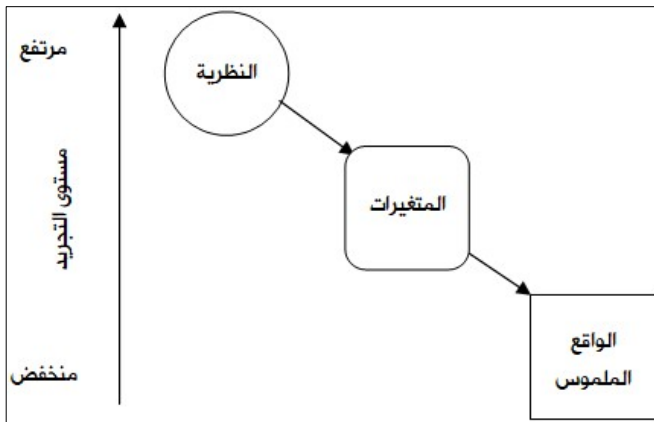 مرتفع
النظرية
مستوى التجريد
المتغيرات
الواقع
الملموس
منخفض